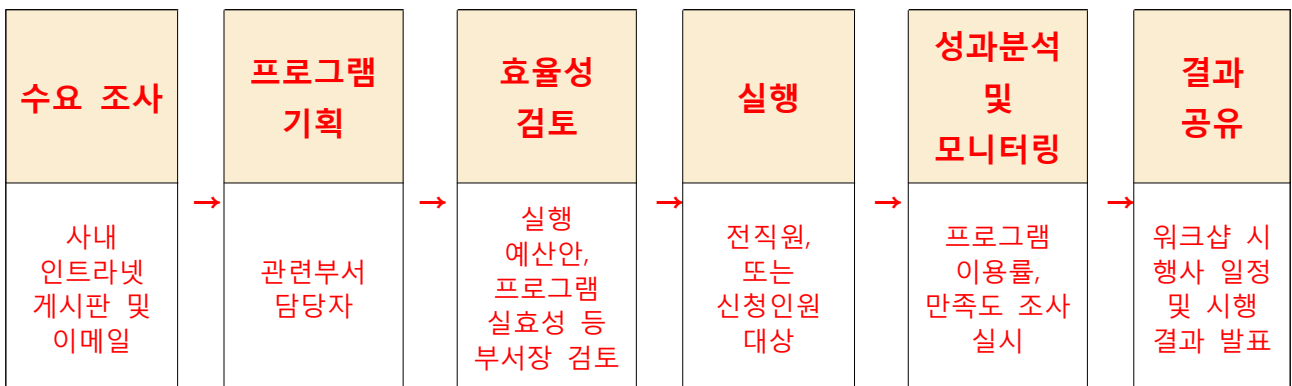 수요 조사
사내
인트라넷
게시판 및
이메일
→
프로그램
기획
관련부서
담당자
→
효율성
검토
실행
예산안,
프로그램
실효성 등
부서장 검토
→
실행
전직원,
또는
신청인원
대상
→
성과분석
및
모니터링
프로그램
이용률,
만족도 조사
실시
→
결과
공유
워크샵 시
행사 일정
및 시행
결과 발표